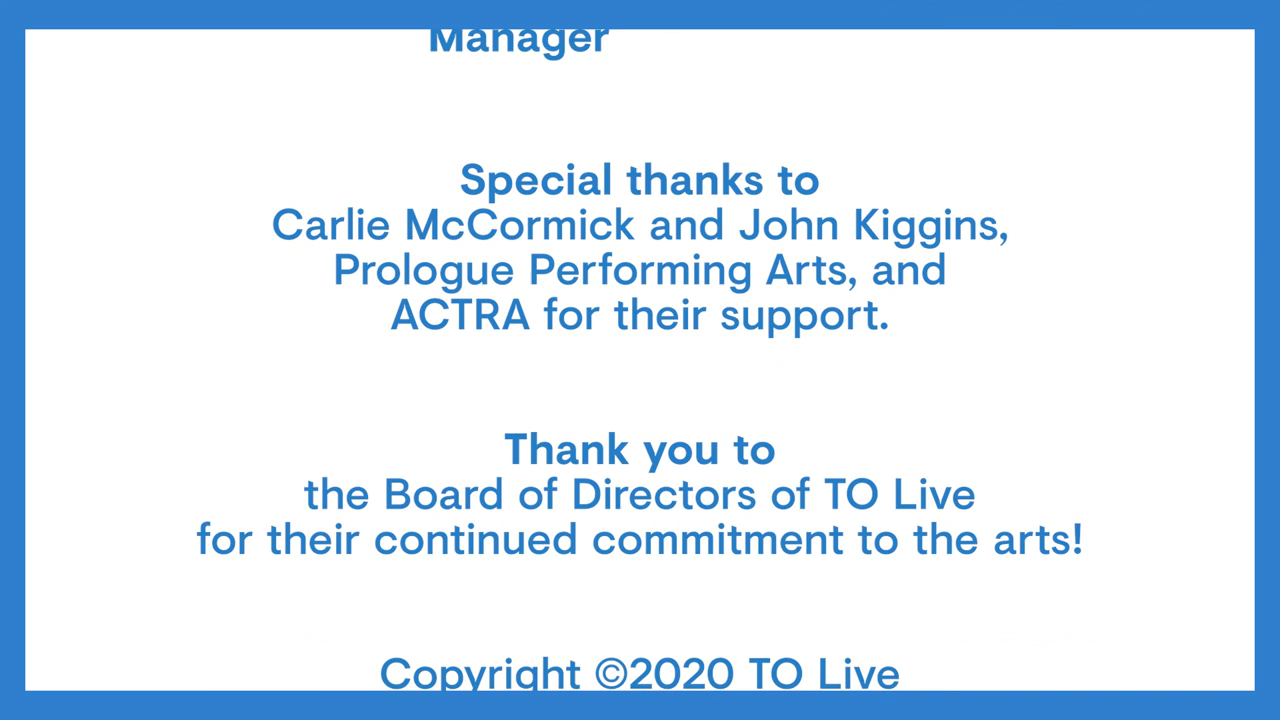 Manager
Special thanks to
Carlie McCormick and John Kiggins,
Prologue Performing Arts, and
ACTRA for their support.
Thank you to
the Board of Directors of TO Live
for their continued commitment to the arts!
Copyright ©2020 TO Live